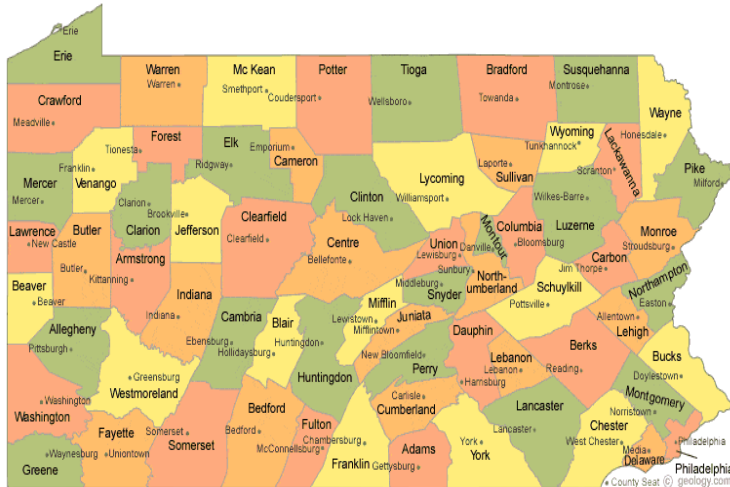 Erie
Erie
Warren
Warren
Mc Kean
Smethport
Potter
Coudersport
Tioga
Wellsboro
Bradford
Towanda
Susquehanna
Montrose
Wayne
Honesdale
Crawford
Meadville
Forest
Tionesta
Elk
Ridgway
Emporium
Cameron
Wyoming
Tunkhannock
Lackawanna
Scranton
Pike
Milford
Mercer
Mercer
Franklin
Venango
Clarion
Clarion
Brookville
Jefferson
Clearfield
Clearfield
Clinton
Lock Haven
Lycoming
Williamsport
Laporte
Sullivan
Wilkes-Barre
Luzerne
Monroe
Stroudsburg
Lawrence
New Castle
Butler
Butler
Armstrong
Kittanning
Centre
Bellefonte
Union
Lewisburg
Montour
Danville
Columbia
Bloomsburg
Carbon
Jim Thorpe
Beaver
Beaver
Indiana
Indiana
Mifflin
Lewistown
Mifflintown
Juniata
Middleburg
Snyder
Sunbury
North-
umberland
Schuylkill
Pottsville
Northampton
Easton
Allegheny
Pittsburgh
Cambria
Ebensburg
Blair
Hollidaysburg
Huntingdon
Huntingdon
New Bloomfield
Perry
Dauphin
Harrisburg
Lebanon
Lebanon
Berks
Reading
Allentown
Lehigh
Bucks
Doylestown
Westmoreland
Greensburg
Washington
Washington
Bedford
Bedford
Fulton
McConnellsburg
Chambersburg
Franklin
Carlisle
Cumberland
Lancaster
Lancaster
Montgomery
Norristown
Chester
West Chester
Philadelphia
Philadelphia
Media
Delaware
Greene
Waynesburg
Fayette
Uniontown
Somerset
Somerset
Adams
Gettysburg
York
York
County Seat © geology.com